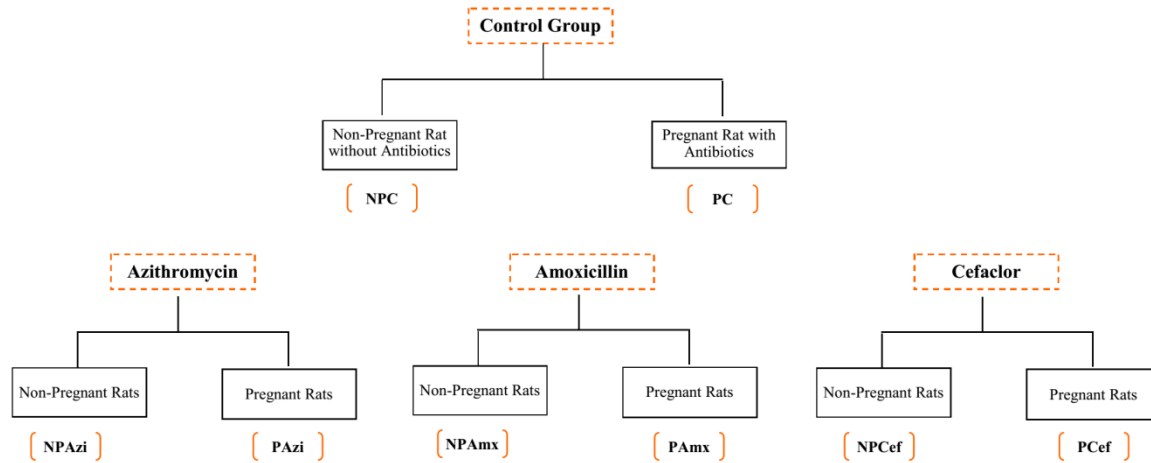 Control Group
Non-Pregnant Rat
without Antibiotics
Pregnant Rat with
Antibiotics
NPC
PC
Azithromycin
Amoxicillin
Cefaclor
Non-Pregnant Rats
Pregnant Rats
Non-Pregnant Rats
Pregnant Rats
Non-Pregnant Rats
Pregnant Rats
NPAzi
PAzi
NPAmx
PAmx
NPCef
PCef